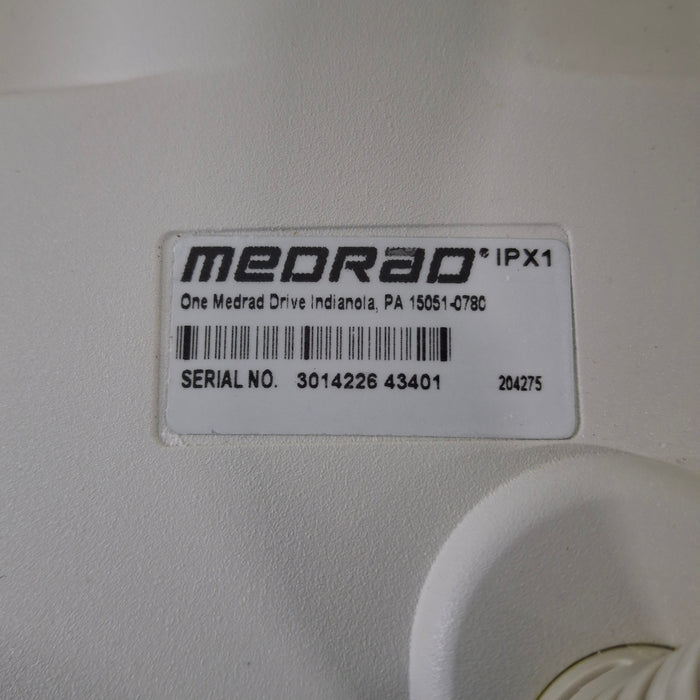 MEDRAD® IPX1
One Medrad Drive Indianola, PA 15051-0780
SERIAL NO. 3014226 43401 204275